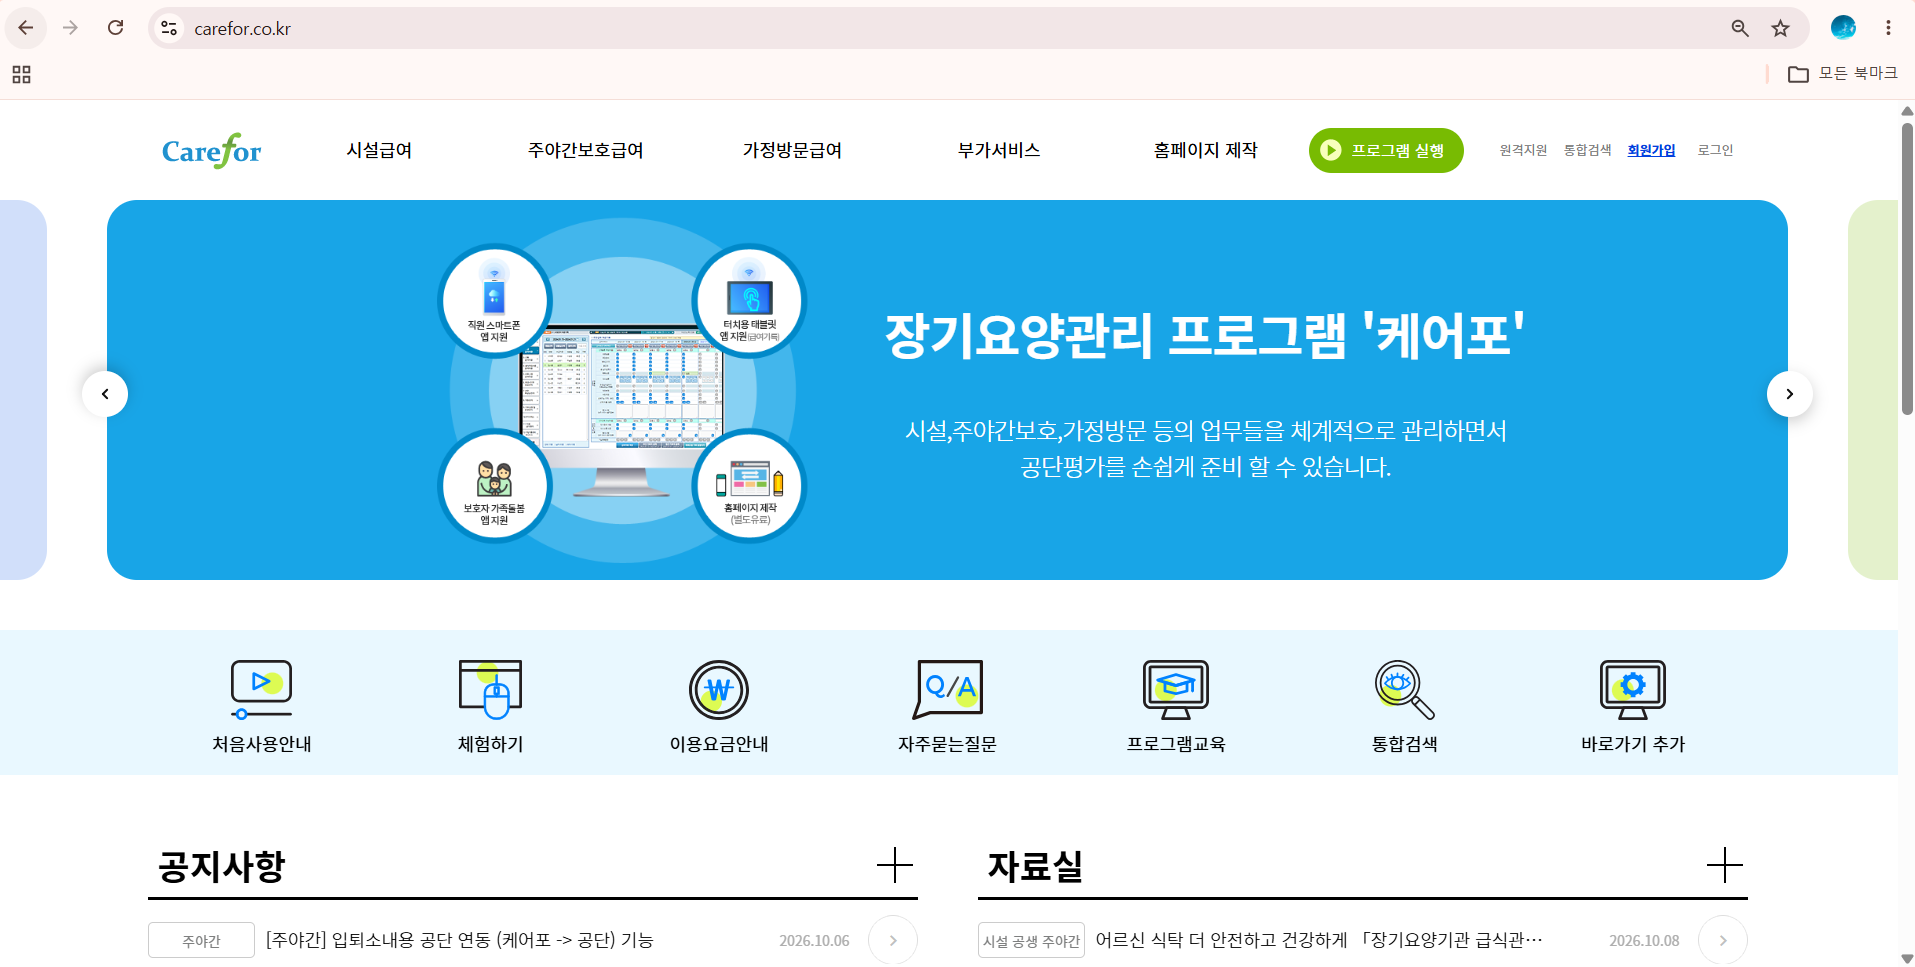 carefor.co.kr
모든 북마크
Carefor
시설급여
주야간보호급여
가정방문급여
부가서비스
홈페이지 제작
프로그램 실행
원격지원
통합검색
회원가입
로그인
직원 스마트폰
앱 지원
터치용 태블릿
앱 지원(급여기록)
보호자 가족돌봄
앱 지원
홈페이지 제작
(별도유료)
장기요양관리 프로그램 '케어포'
시설,주야간보호,가정방문 등의 업무들을 체계적으로 관리하면서
공단평가를 손쉽게 준비 할 수 있습니다.
처음사용안내
체험하기
이용요금안내
Q/A
자주묻는질문
프로그램교육
통합검색
바로가기 추가
공지사항
주야간
[주야간] 입퇴소내용 공단 연동 (케어포 -> 공단) 기능
2026.10.06
자료실
시설 공생 주야간
어르신 식탁 더 안전하고 건강하게 「장기요양기관 급식관…
2026.10.08